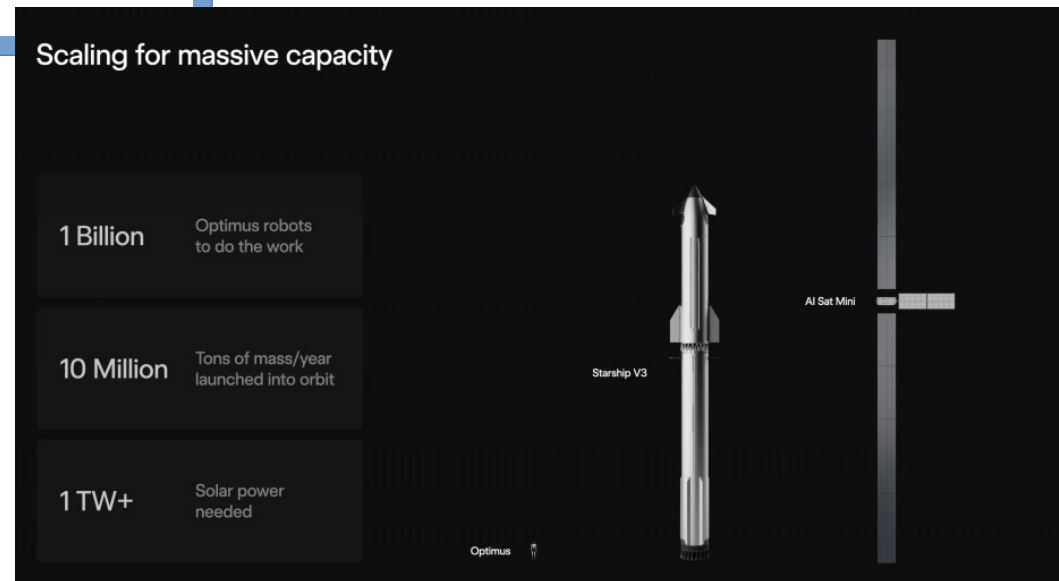 Scaling for massive capacity
1 Billion
Optimus robots
to do the work
10 Million
Tons of mass/year
launched into orbit
1 TW+
Solar power
needed
Optimus
Starship V3
AI Sat Mini